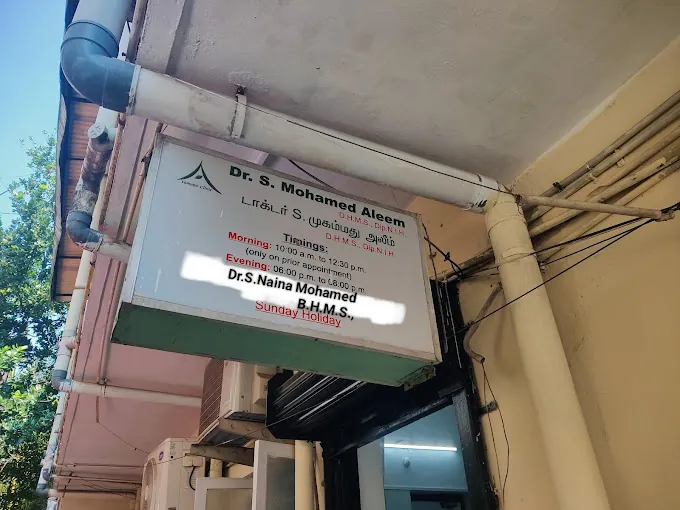 Dr. S. Mohamed Aleem
D.H.M.S., Dip.N.I.H.
டாக்டர் S. முகம்மது அலீம்
D.H.M.S., Dip.N.I.H.
Timings:
Morning: 10:00 a.m. to 12:30 p.m.
(only on prior appointment)
Evening: 06:00 p.m. to 08:00 p.m.
Dr.S.Naina Mohamed
B.H.M.S.,
Sunday Holiday